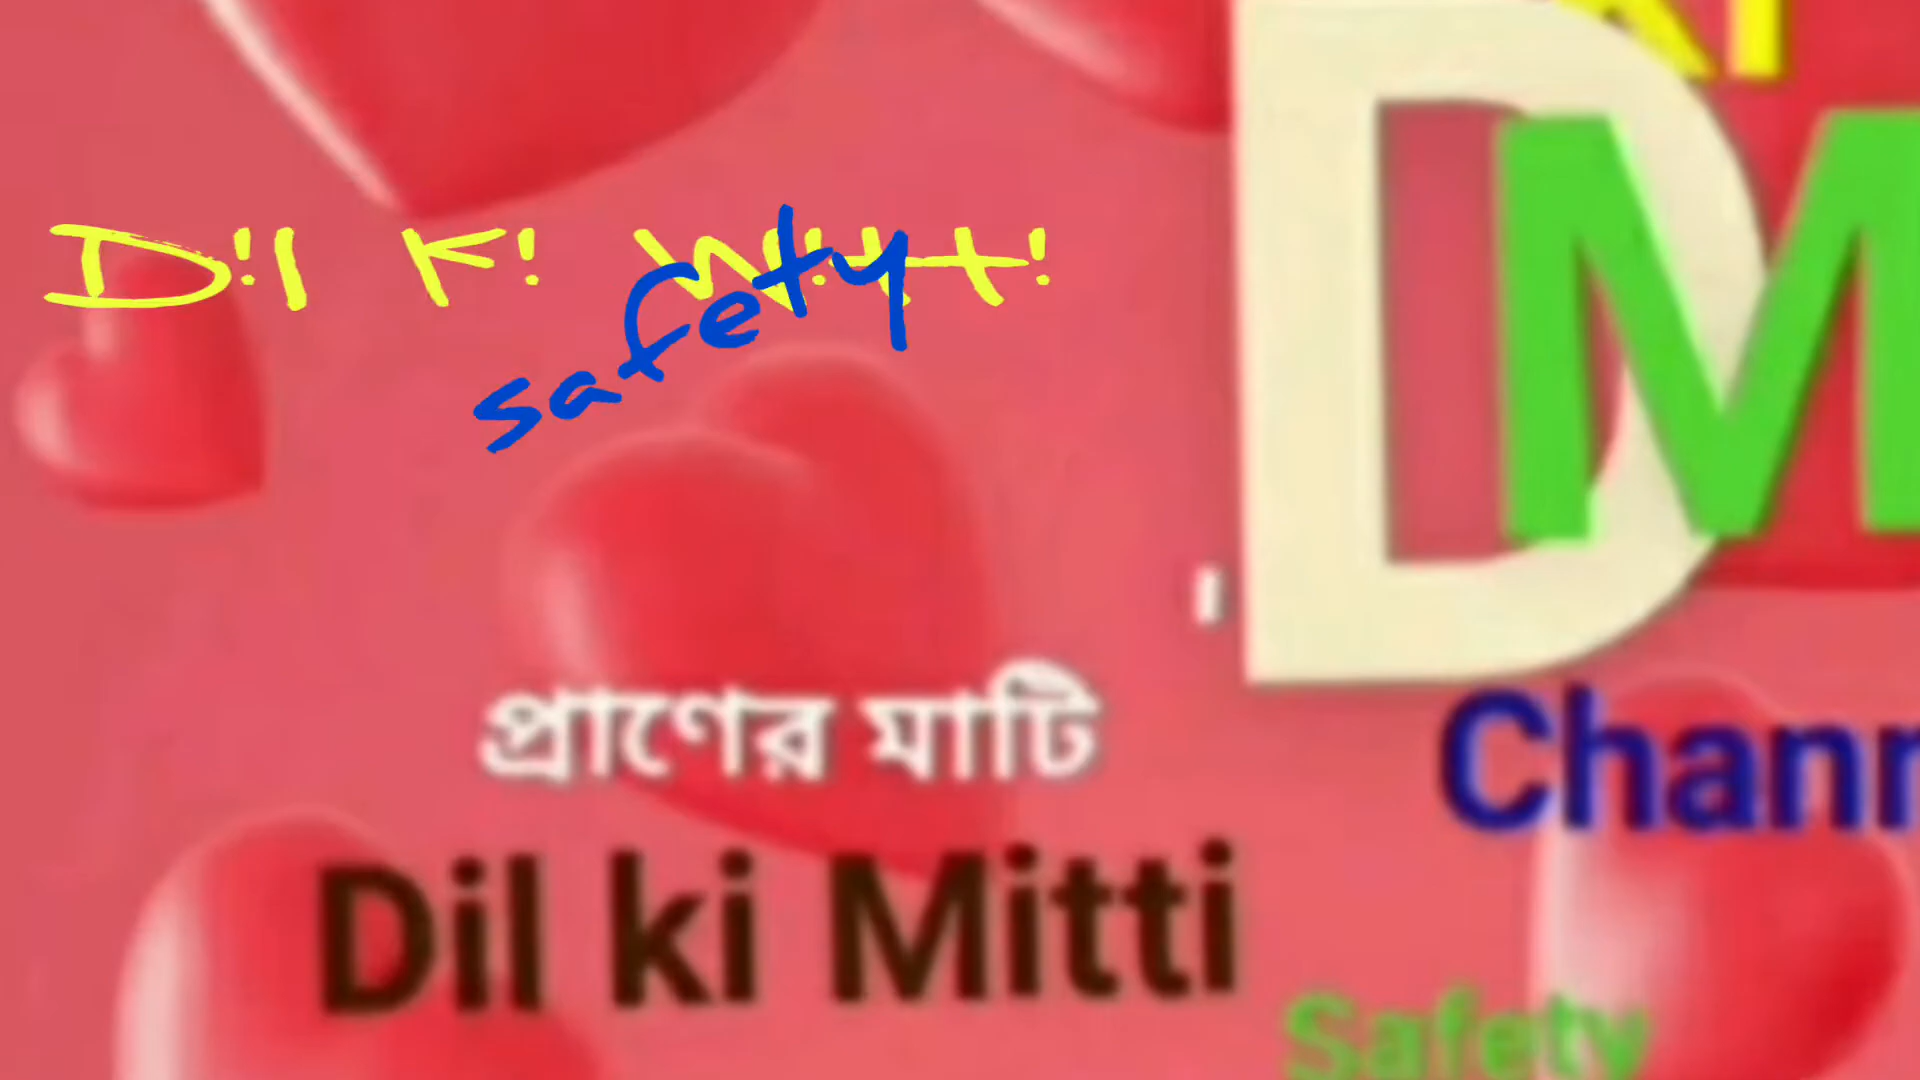 Dil Ki Mitti
safety
DM
প্রাণের মাটি
Chann
Dil ki Mitti
Safety